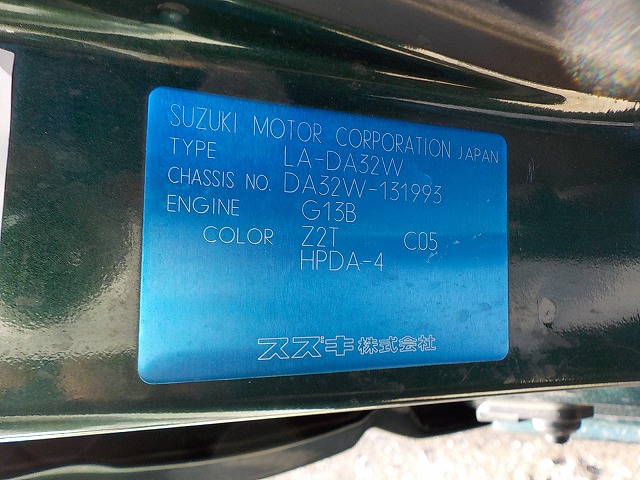 SUZUKI MOTOR CORPORATION JAPAN
TYPE LA-DA32W
CHASSIS NO. DA32W-131993
ENGINE G13B
COLOR Z2T C05
HPDA-4
スズキ株式会社